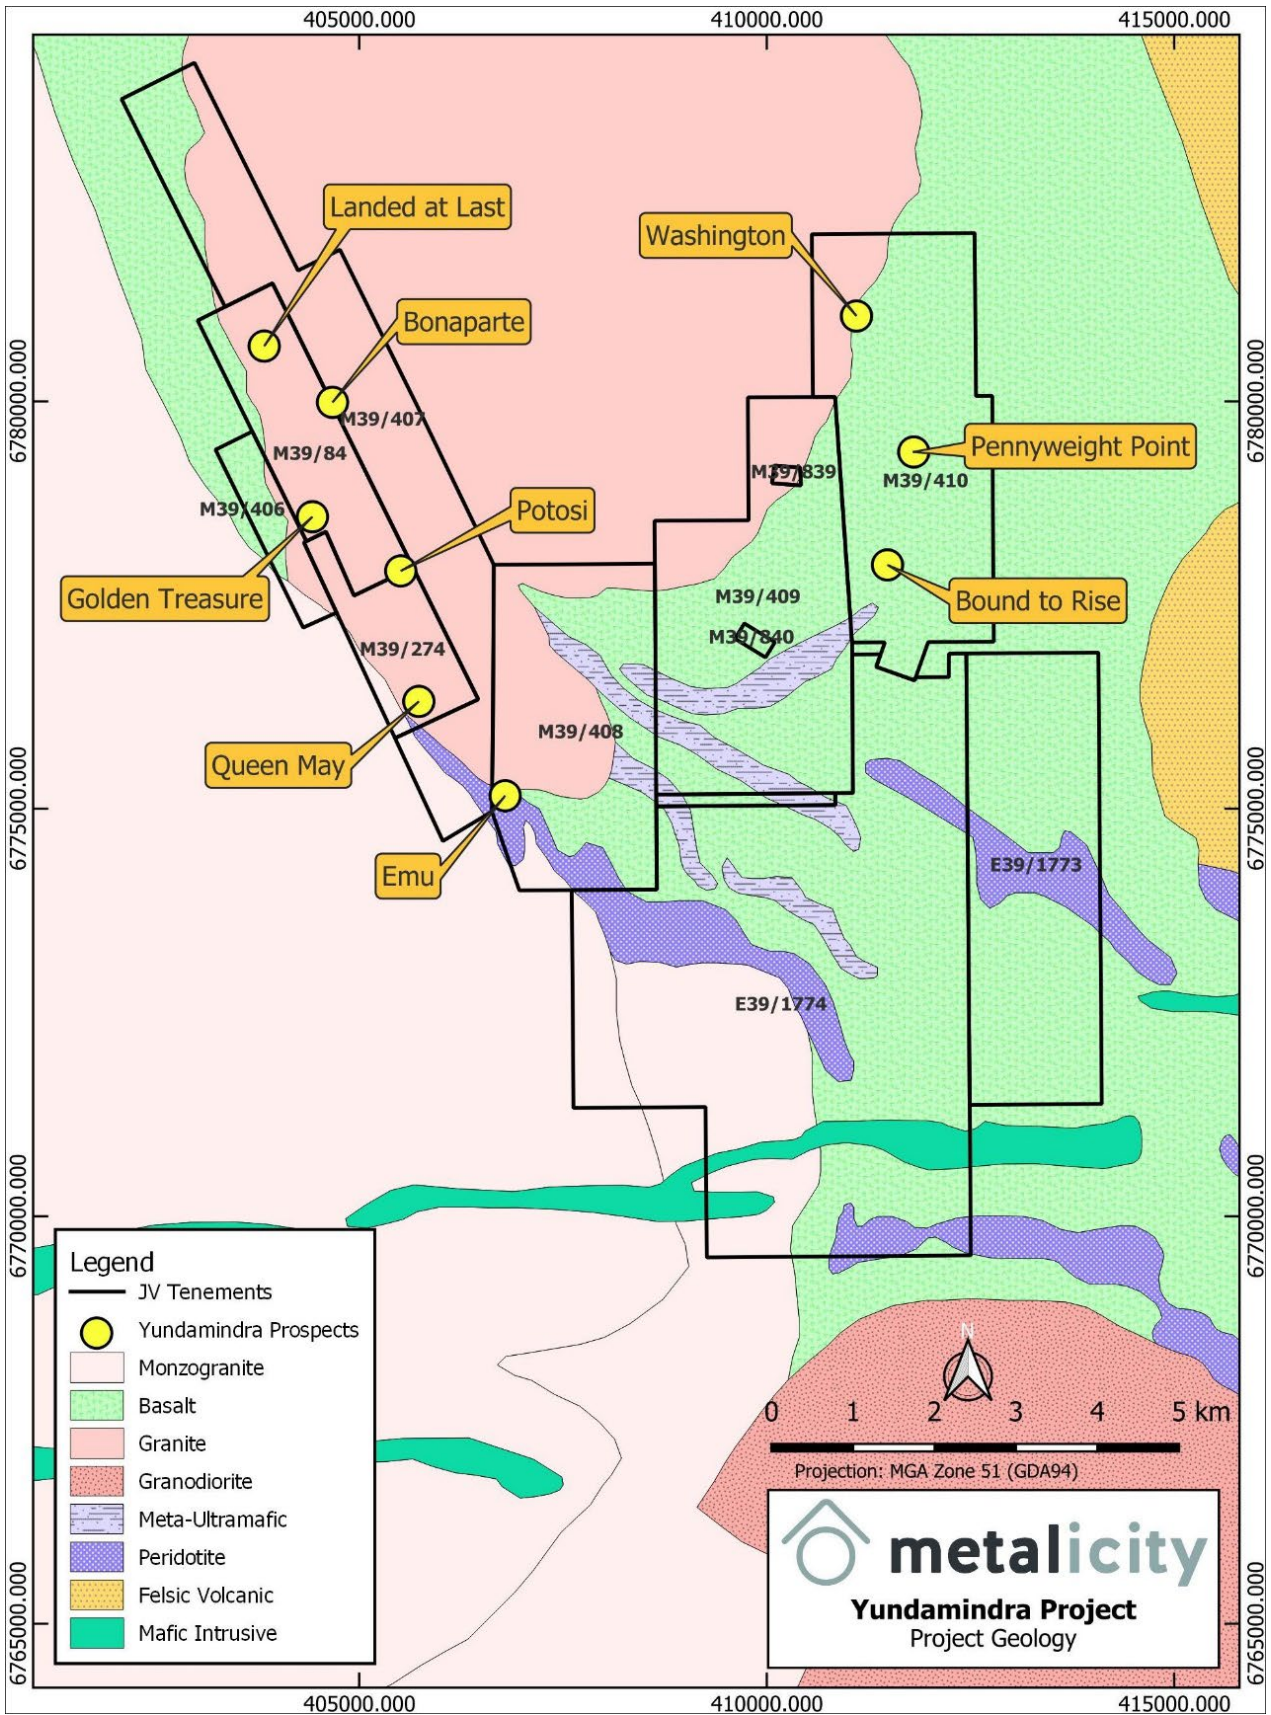 405000.000
410000.000
415000.000
Landed at Last
Washington
Bonaparte
6780000.000
6780000.000
M39/407
Pennyweight Point
M39/84
M39/839
M39/410
M39/406
Potosi
Golden Treasure
M39/409
Bound to Rise
M39/840
M39/274
M39/408
Queen May
6775000.000
6775000.000
E39/1773
Emu
E39/1774
6770000.000
6770000.000
Legend
JV Tenements
Yundamindra Prospects
Monzogranite
Basalt
Granite
Granodiorite
Meta-Ultramafic
Peridotite
Felsic Volcanic
Mafic Intrusive
N
0 1 2 3 4 5 km
Projection: MGA Zone 51 (GDA94)
metalicity
Yundamindra Project
Project Geology
6765000.000
6765000.000
405000.000
410000.000
415000.000